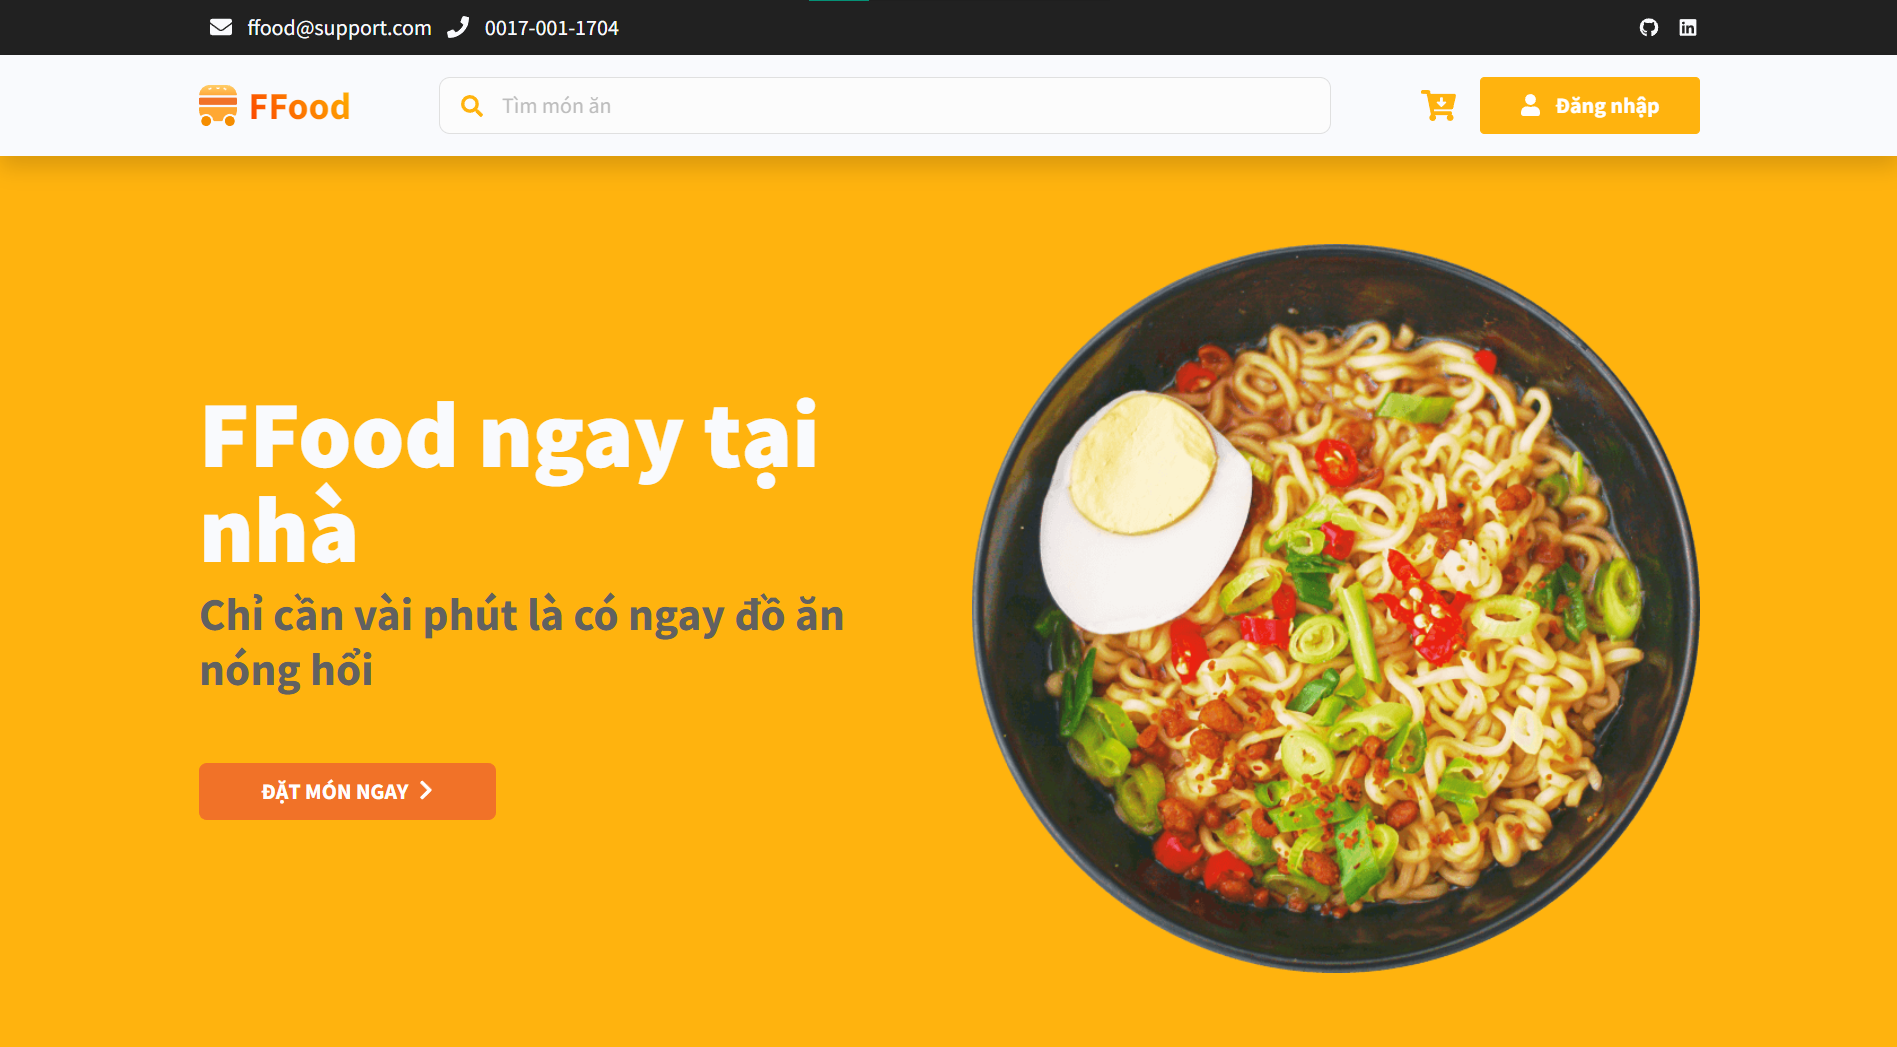 ffood@support.com 0017-001-1704
FFood
Tìm món ăn
Đăng nhập
FFood ngay tại
nhà
Chỉ cần vài phút là có ngay đồ ăn
nóng hổi
ĐẶT MÓN NGAY